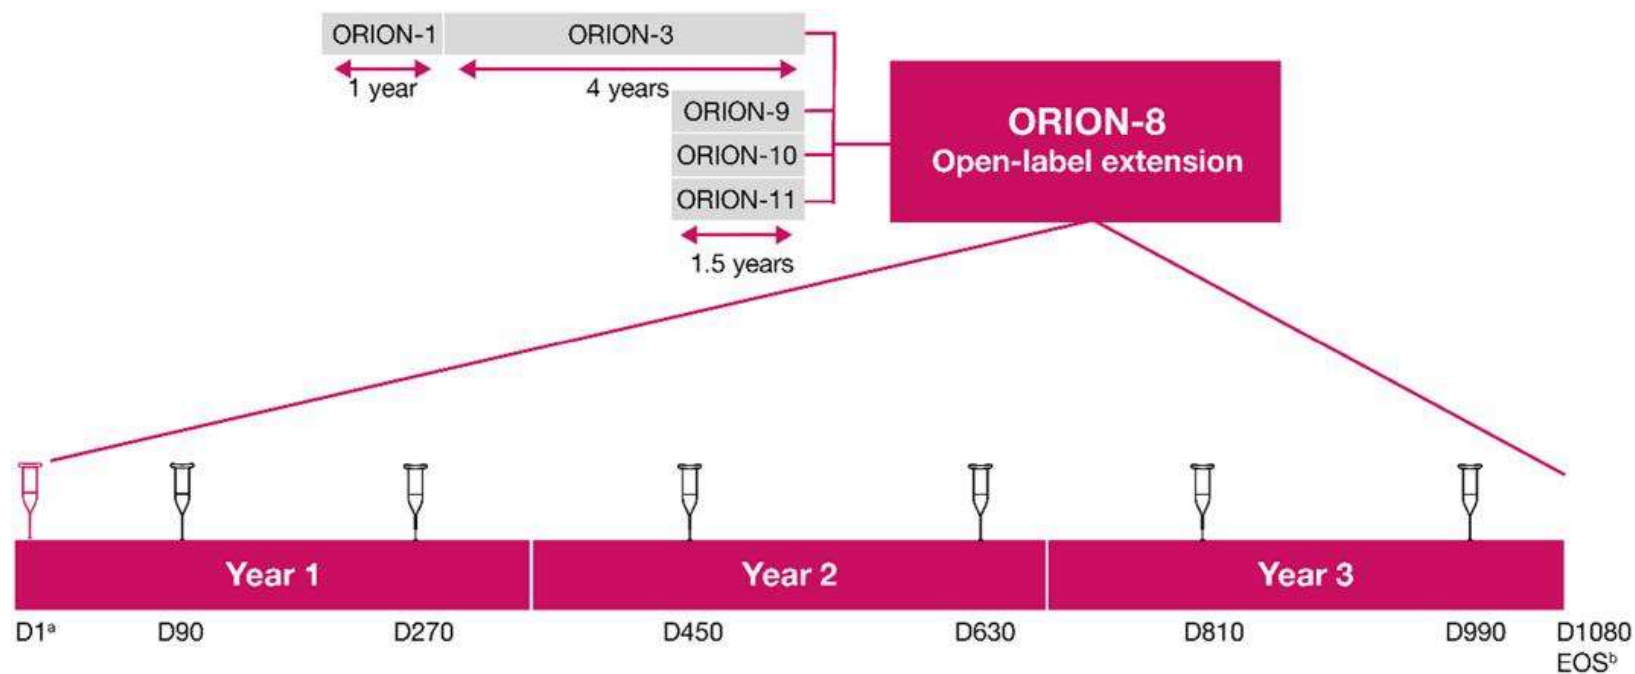 ORION-1 ORION-3
1 year 4 years
ORION-9
ORION-10
ORION-11
1.5 years
ORION-8
Open-label extension
Year 1 Year 2 Year 3
D1ᵃ D90 D270 D450 D630 D810 D990 D1080
EOSᵇ